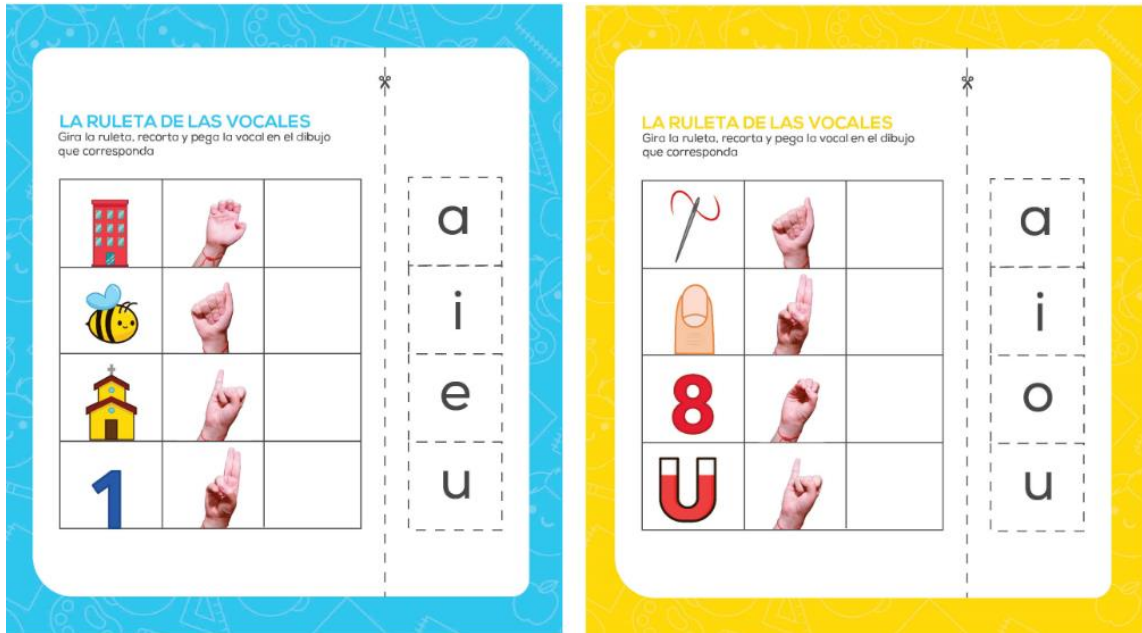 LA RULETA DE LAS VOCALES
Gira la ruleta, recorta y pega la vocal en el dibujo
que corresponda
a
i
e
1
u
LA RULETA DE LAS VOCALES
Gira la ruleta, recorta y pega la vocal en el dibujo
que corresponda
a
i
8
o
u